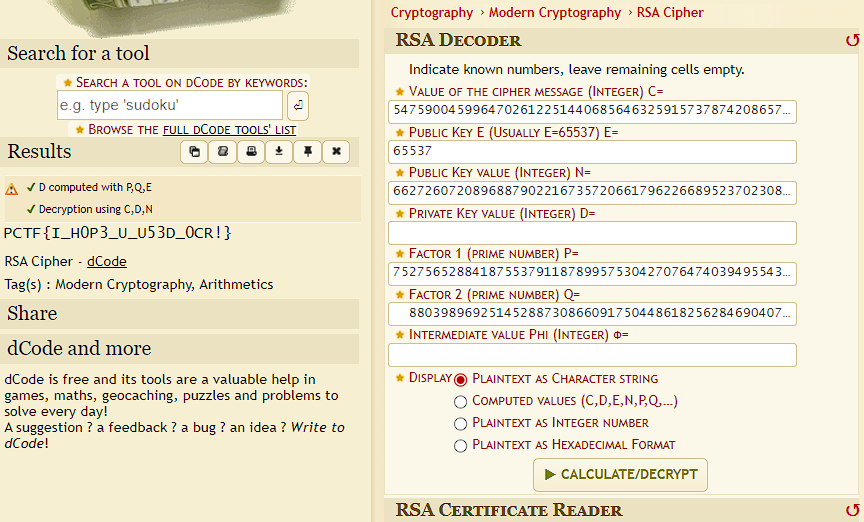 Search for a tool
★ Search a tool on dCode by keywords:
e.g. type 'sudoku'
★ Browse the full dCode tools' list
Results
✓ D computed with P,Q,E
✓ Decryption using C,D,N
PCTF{I_H0P3_U_U53D_OCR!}
RSA Cipher - dCode
Tag(s) : Modern Cryptography, Arithmetics
Share
dCode and more
dCode is free and its tools are a valuable help in
games, maths, geocaching, puzzles and problems to
solve every day!
A suggestion ? a feedback ? a bug ? an idea ? Write to
dCode!
Cryptography › Modern Cryptography › RSA Cipher
RSA Decoder
Indicate known numbers, leave remaining cells empty.
★ Value of the cipher message (Integer) C=
547590045996470261225144068564632591573787420865 7…
★ Public Key E (Usually E=65537) E=
65537
★ Public Key value (Integer) N=
6627260720896887902216735720661796226689523702308…
★ Private Key value (Integer) D=
★ Factor 1 (prime number) P=
75275652884187553791187899575304270764740394955 43…
★ Factor 2 (prime number) Q=
88039896925145288730866091750448618256284690407…
★ Intermediate value Phi (Integer) Φ=
★ Display
Plaintext as Character string
Computed values (C,D,E,N,P,Q,…)
Plaintext as Integer number
Plaintext as Hexadecimal Format
▶ CALCULATE/DECRYPT
RSA Certificate Reader